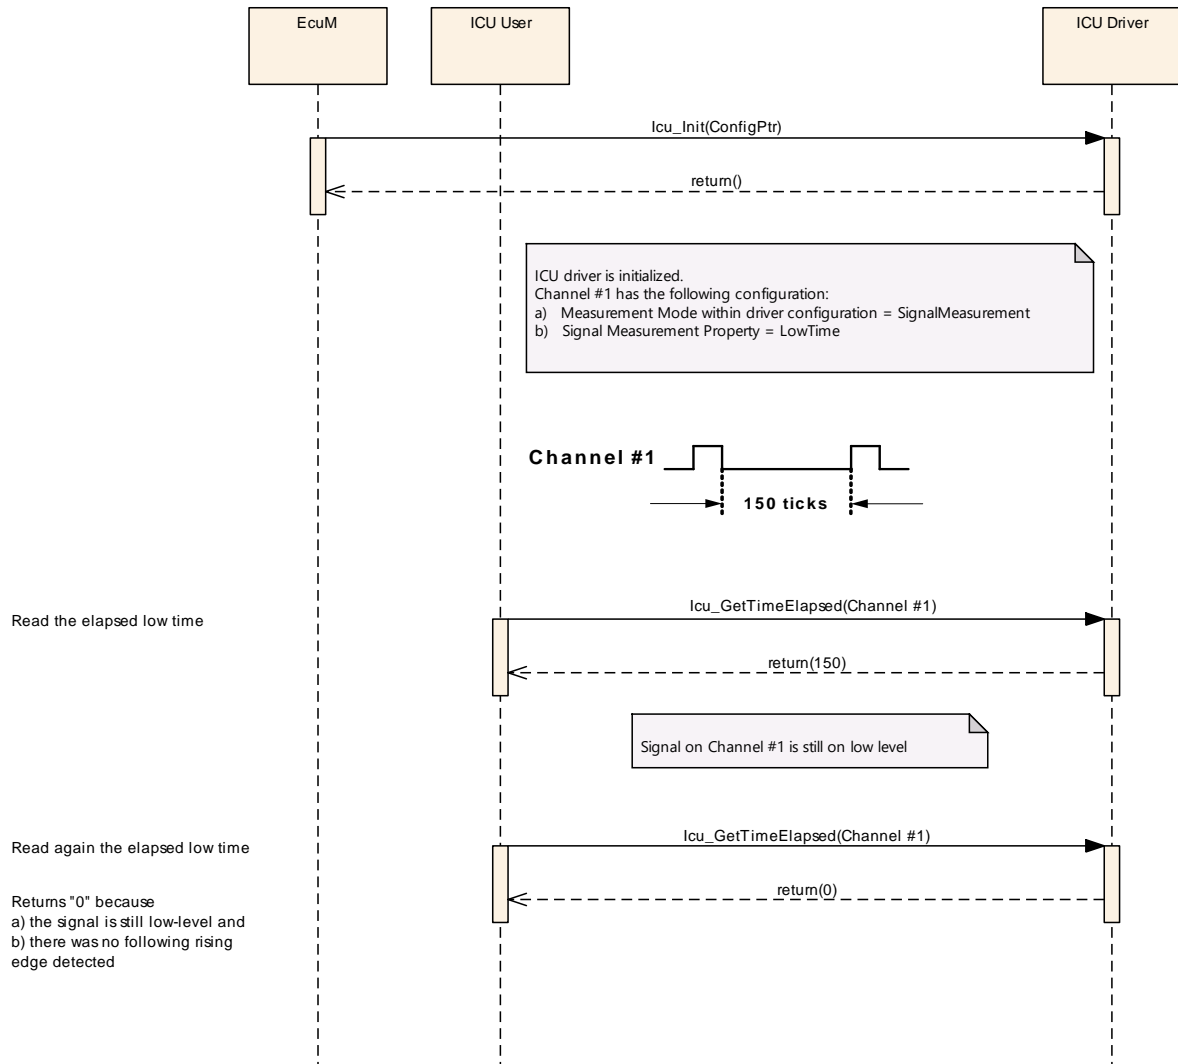 EcuM
ICU User
ICU Driver
Icu_Init(ConfigPtr)
return()
ICU driver is initialized.
Channel #1 has the following configuration:
a) Measurement Mode within driver configuration = SignalMeasurement
b) Signal Measurement Property = LowTime
Channel #1
150 ticks
Icu_GetTimeElapsed(Channel #1)
Read the elapsed low time
return(150)
Signal on Channel #1 is still on low level
Icu_GetTimeElapsed(Channel #1)
Read again the elapsed low time
return(0)
Returns "0" because
a) the signal is still low-level and
b) there was no following rising
edge detected